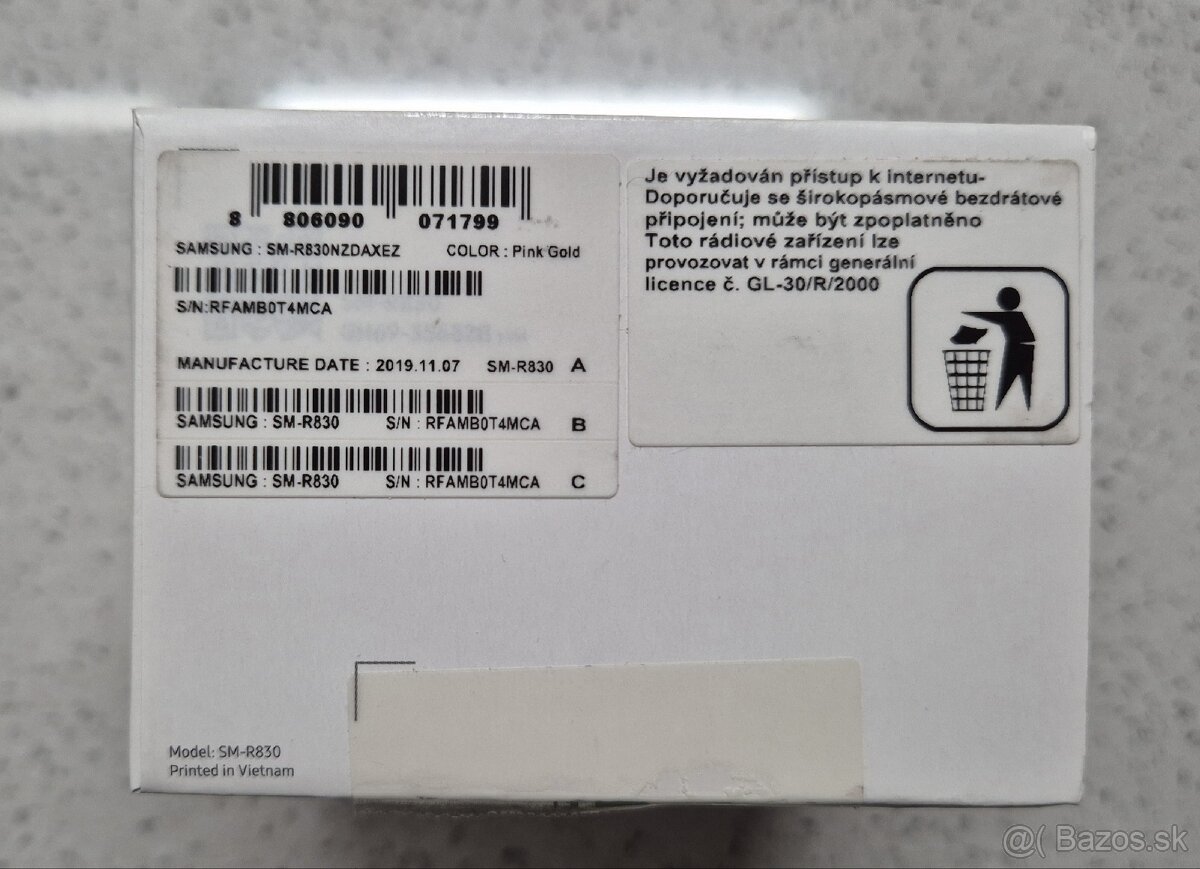 8 806090 071799
SAMSUNG : SM-R830NZDAXEZ COLOR : Pink Gold
S/N:RFAMB0T4MCA
MANUFACTURE DATE : 2019.11.07 SM-R830 A
SAMSUNG : SM-R830 S/N : RFAMB0T4MCA B
SAMSUNG : SM-R830 S/N : RFAMB0T4MCA C
Je vyžadován přístup k internetu-
Doporučuje se širokopásmové bezdrátové
připojení; může být zpoplatněno
Toto rádiové zařízení lze
provozovat v rámci generální
licence č. GL-30/R/2000
Model: SM-R830
Printed in Vietnam
@( Bazos.sk